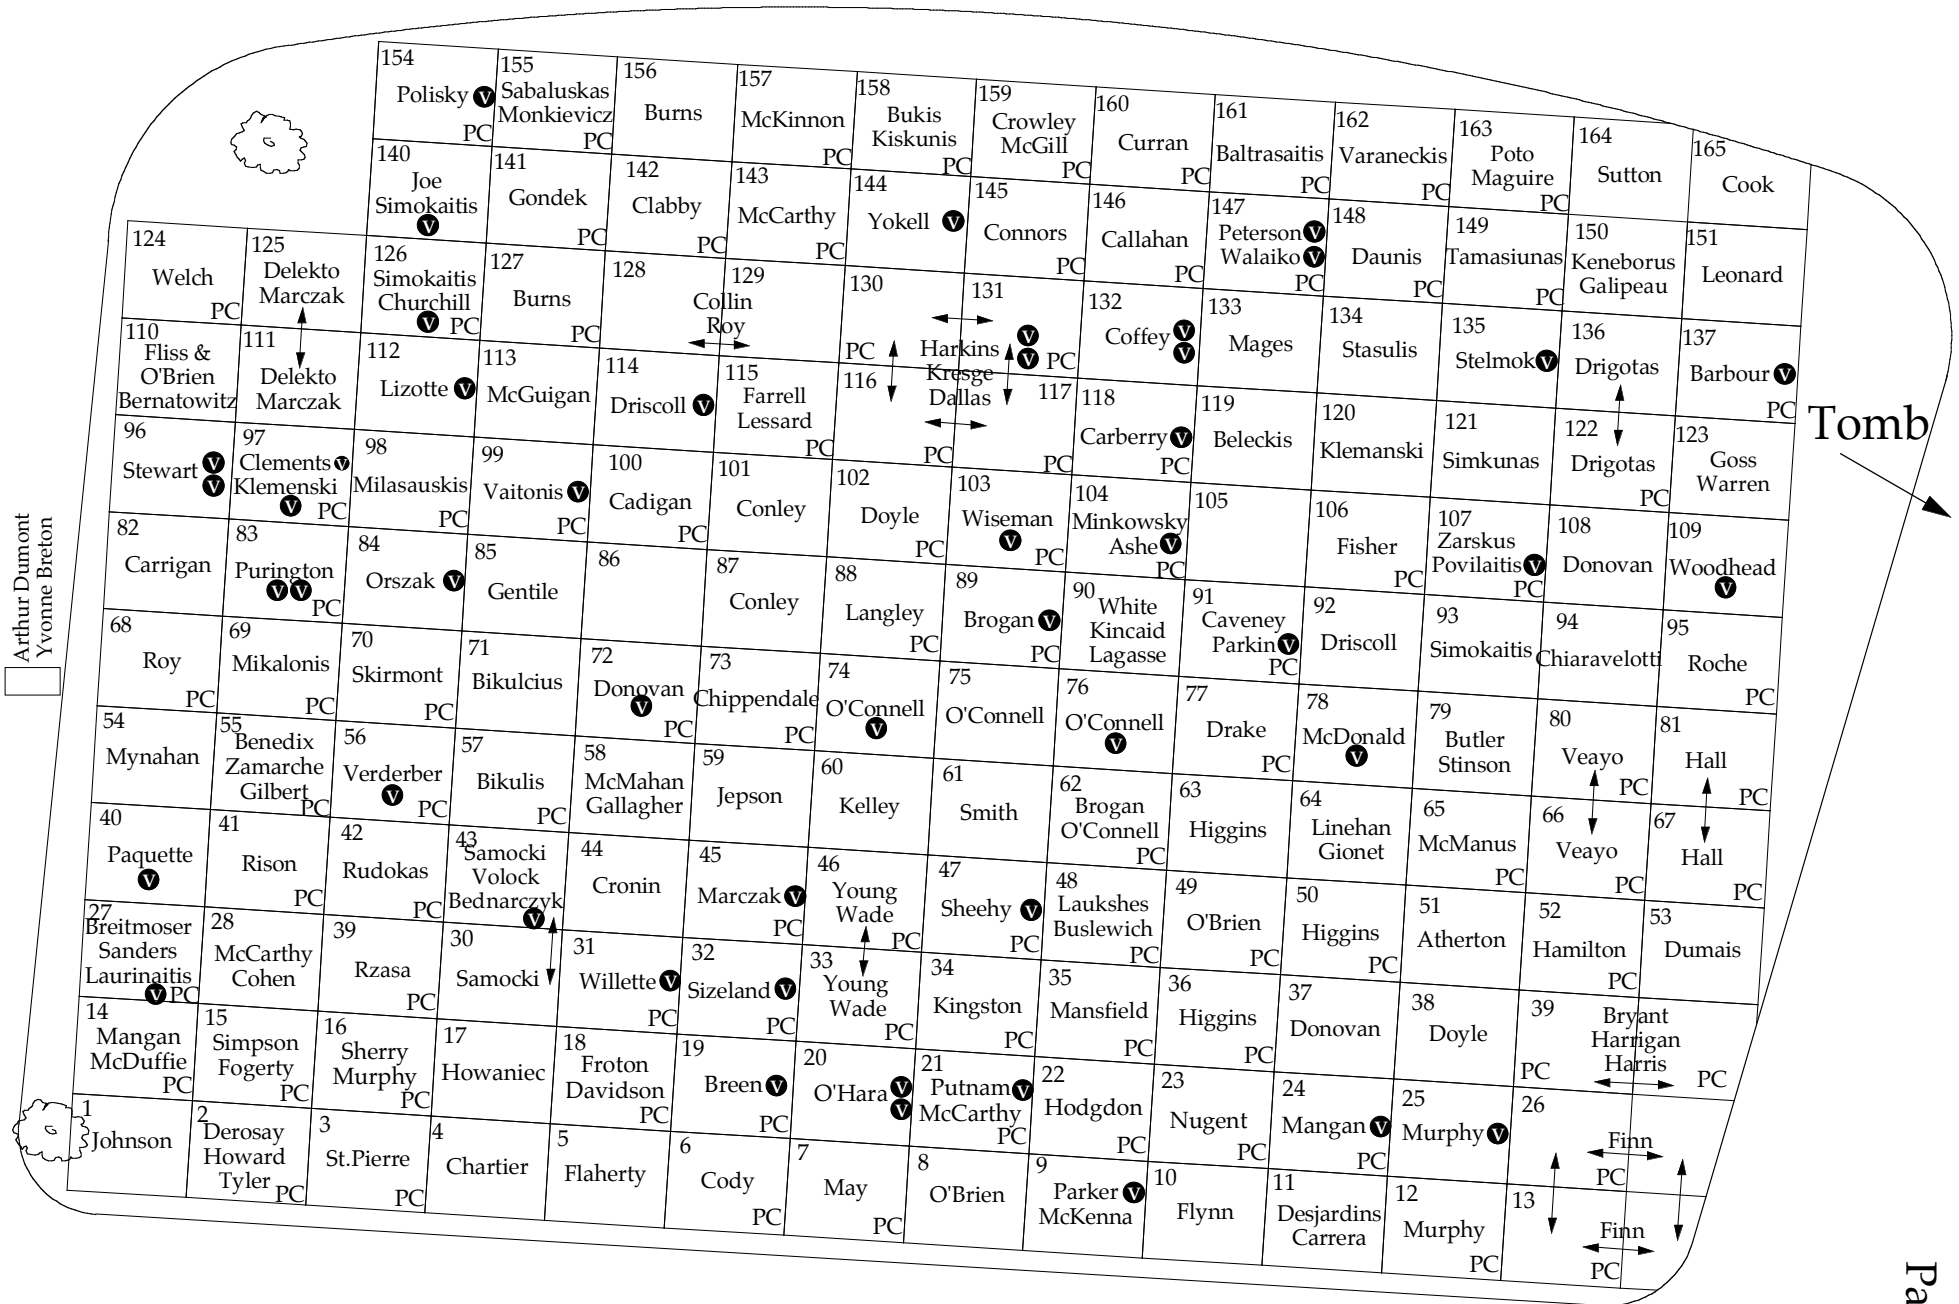 154
Polisky V
PC
155
Sabaluskas
Monkievicz
PC
156
Burns
157
McKinnon
PC
158
Bukis
Kiskunis
PC
159
Crowley
McGill
PC
160
Curran
PC
161
Baltrasaitis
PC
162
Varaneckis
PC
163
Poto
Maguire
PC
164
Sutton
165
Cook
140
Joe
Simokaitis
V
141
Gondek
PC
142
Clabby
PC
143
McCarthy
PC
144
Yokell V
145
Connors
PC
146
Callahan
PC
147
Peterson V
Walaiko V
PC
148
Daunis
PC
149
Tamasiunas
PC
150
Keneborus
Galipeau
151
Leonard
124
Welch
PC
125
Delekto
Marczak
126
Simokaitis
Churchill
V PC
127
Burns
PC
128
129
Collin
Roy
130
PC
131
V
V PC
Harkins
Kresge
Dallas
132
Coffey V
V
133
Mages
134
Stasulis
135
Stelmok V
136
Drigotas
137
Barbour V
PC
110
Fliss &
O'Brien
Bernatowitz
111
Delekto
Marczak
112
Lizotte V
113
McGuigan
114
Driscoll V
115
Farrell
Lessard
PC
116
PC
117
PC
118
Carberry V
PC
119
Beleckis
120
Klemanski
121
Simkunas
122
Drigotas
PC
123
Goss
Warren
Tomb
96
Stewart V
V
97
Clements V
Klemenski
V PC
98
Milasauskis
PC
99
Vaitonis V
PC
100
Cadigan
PC
101
Conley
102
Doyle
PC
103
Wiseman
V PC
104
Minkowsky
Ashe V
PC
105
106
Fisher
PC
107
Zarskus
Povilaitis V
PC
108
Donovan
109
Woodhead
V
82
Carrigan
83
Purington
V V
PC
84
Orszak V
85
Gentile
86
87
Conley
88
Langley
PC
89
Brogan V
PC
90
White
Kincaid
Lagasse
91
Caveney
Parkin V
PC
92
Driscoll
93
Simokaitis
94
Chiaravelotti
95
Roche
PC
Arthur Dumont
Yvonne Breton
68
Roy
PC
69
Mikalonis
PC
70
Skirmont
PC
71
Bikulcius
72
Donovan
V
PC
73
Chippendale
PC
74
O'Connell
V
75
O'Connell
76
O'Connell
V
77
Drake
PC
78
McDonald
V
79
Butler
Stinson
80
Veayo
PC
81
Hall
PC
54
Mynahan
55
Benedix
Zamarche
Gilbert
PC
56
Verderber
V PC
57
Bikulis
PC
58
McMahan
Gallagher
59
Jepson
60
Kelley
61
Smith
62
Brogan
O'Connell
PC
63
Higgins
64
Linehan
Gionet
65
McManus
PC
66
Veayo
PC
67
Hall
PC
40
Paquette
V
41
Rison
PC
42
Rudokas
PC
43
Samocki
Volock
Bednarczyk
V
44
Cronin
45
Marczak V
PC
46
Young
Wade
PC
47
Sheehy V
PC
48
Laukshes
Buslewich
PC
49
O'Brien
50
Higgins
PC
51
Atherton
52
Hamilton
PC
53
Dumais
27
Breitmoser
Sanders
Laurinaitis
V PC
28
McCarthy
Cohen
39
Rzasa
PC
30
Samocki
31
Willette V
PC
32
Sizeland V
PC
33
Young
Wade
PC
34
Kingston
PC
35
Mansfield
PC
36
Higgins
PC
37
Donovan
38
Doyle
39
Bryant
Harrigan
Harris
PC
PC
14
Mangan
McDuffie
PC
15
Simpson
Fogerty
PC
16
Sherry
Murphy
PC
17
Howaniec
18
Froton
Davidson
PC
19
Breen V
PC
20
O'Hara V
V
21
Putnam V
McCarthy
PC
22
Hodgdon
PC
23
Nugent
PC
24
Mangan V
PC
25
Murphy V
26
Finn
PC
1
Johnson
2
Derosay
Howard
Tyler
PC
3
St.Pierre
PC
4
Chartier
5
Flaherty
6
Cody
PC
7
May
PC
8
O'Brien
9
Parker V
McKenna
10
Flynn
11
Desjardins
Carrera
12
Murphy
PC
13
Finn
PC
Pa